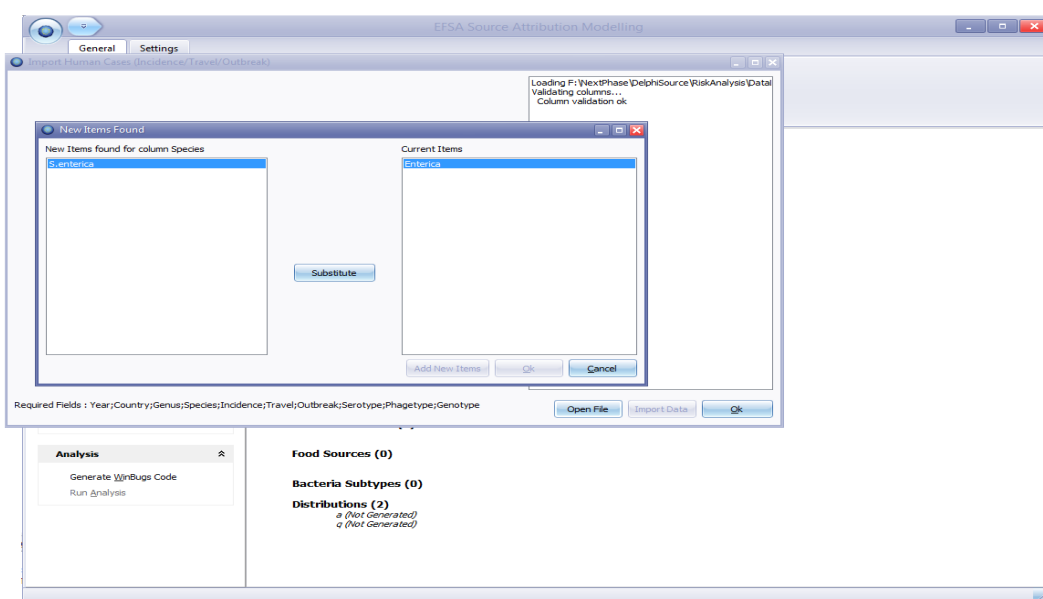 EFSA Source Attribution Modelling
General Settings
Import Human Cases (Incidence/Travel/Outbreak)
Loading F:\NextPhase\DelphiSource\RiskAnalysis\Datal
Validating columns...
Column validation ok
New Items Found
New Items found for column Species
Current Items
S.enterica
Enterica
Substitute
Add New Items Ok Cancel
Required Fields : Year;Country;Genus;Species;Incidence;Travel;Outbreak;Serotype;Phagetype;Genotype
Open File Import Data Ok
Analysis
Food Sources (0)
Generate WinBugs Code
Run Analysis
Bacteria Subtypes (0)
Distributions (2)
a (Not Generated)
q (Not Generated)